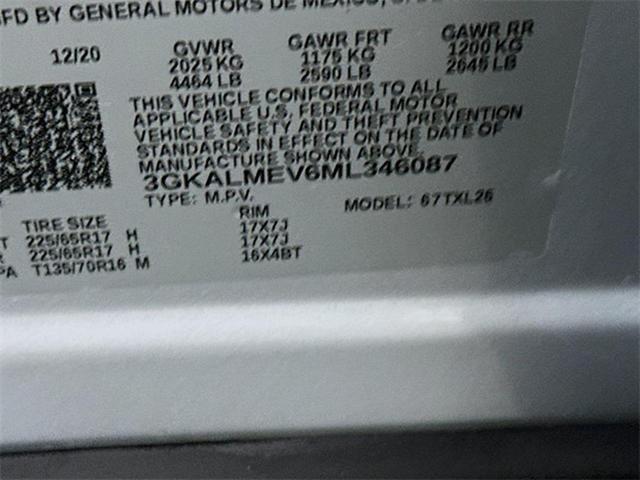 MFD BY GENERAL MOTORS DE MEXICO,
12/20 GVWR GAWR FRT GAWR RR
2025 KG 1175 KG 1200 KG
4464 LB 2590 LB 2645 LB
THIS VEHICLE CONFORMS TO ALL
APPLICABLE U.S. FEDERAL MOTOR
VEHICLE SAFETY AND THEFT PREVENTION
STANDARDS IN EFFECT ON THE DATE OF
MANUFACTURE SHOWN ABOVE.
3GKALMEV6ML346087
TYPE: M.P.V. MODEL: 67TXL26
TIRE SIZE RIM
T 225/65R17 H 17X7J
R 225/65R17 H 17X7J
PA T135/70R16 M 16X4BT